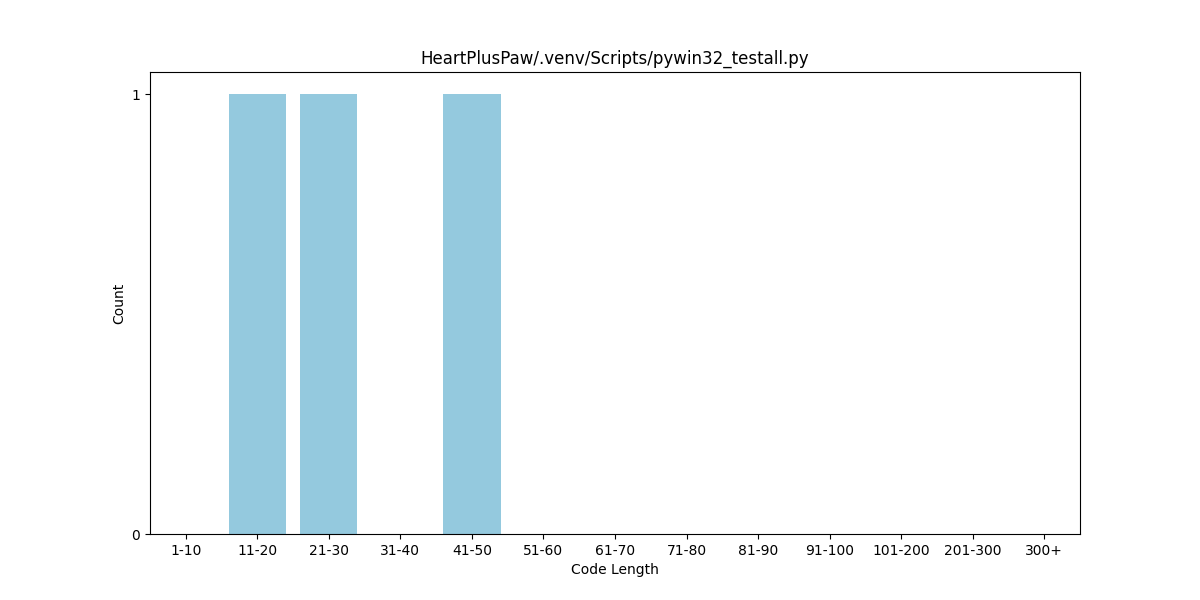 HeartPlusPaw/.venv/Scripts/pywin32_testall.py
1
Count
0
1-10 11-20 21-30 31-40 41-50 51-60 61-70 71-80 81-90 91-100 101-200 201-300 300+
Code Length